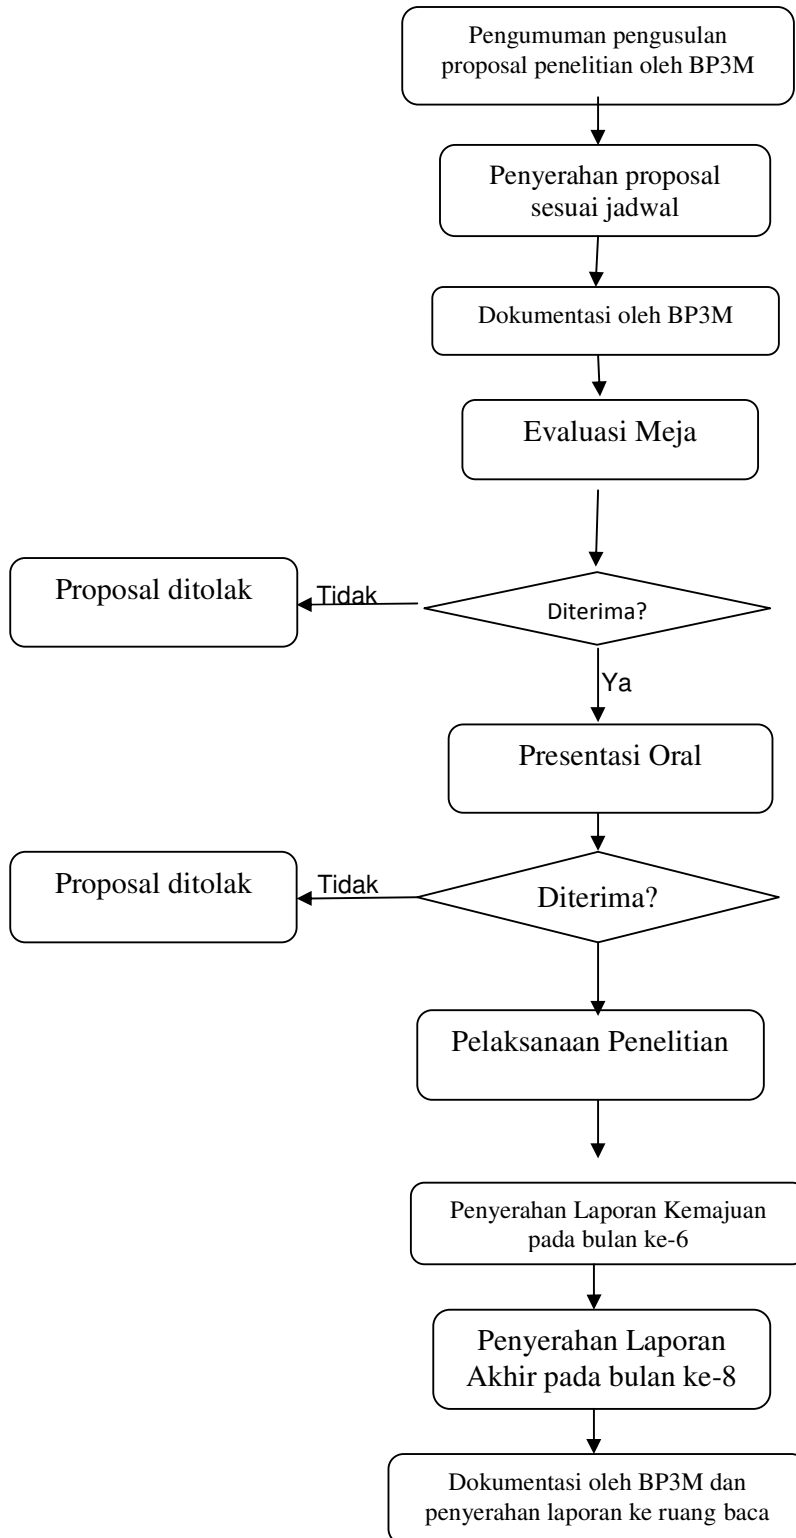 Pengumuman pengusulan
proposal penelitian oleh BP3M
Penyerahan proposal
sesuai jadwal
Dokumentasi oleh BP3M
Evaluasi Meja
Proposal ditolak
Tidak
Diterima?
Ya
Presentasi Oral
Proposal ditolak
Tidak
Diterima?
Pelaksanaan Penelitian
Penyerahan Laporan Kemajuan
pada bulan ke-6
Penyerahan Laporan
Akhir pada bulan ke-8
Dokumentasi oleh BP3M dan
penyerahan laporan ke ruang baca